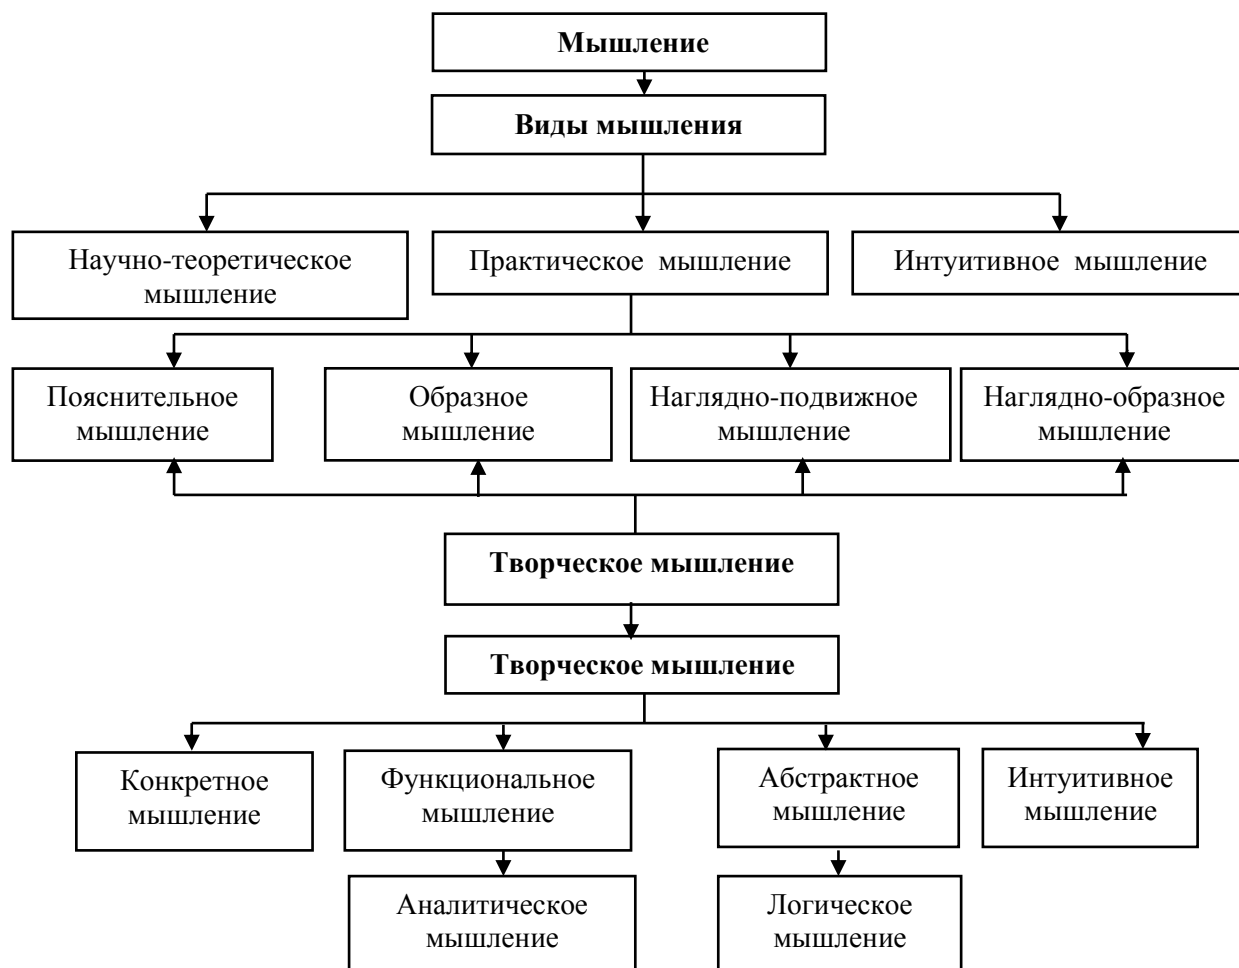 Мышление
Виды мышления
Научно-теоретическое
мышление
Практическое мышление
Интуитивное мышление
Пояснительное
мышление
Образное
мышление
Наглядно-подвижное
мышление
Наглядно-образное
мышление
Творческое мышление
Творческое мышление
Конкретное
мышление
Функциональное
мышление
Абстрактное
мышление
Интуитивное
мышление
Аналитическое
мышление
Логическое
мышление